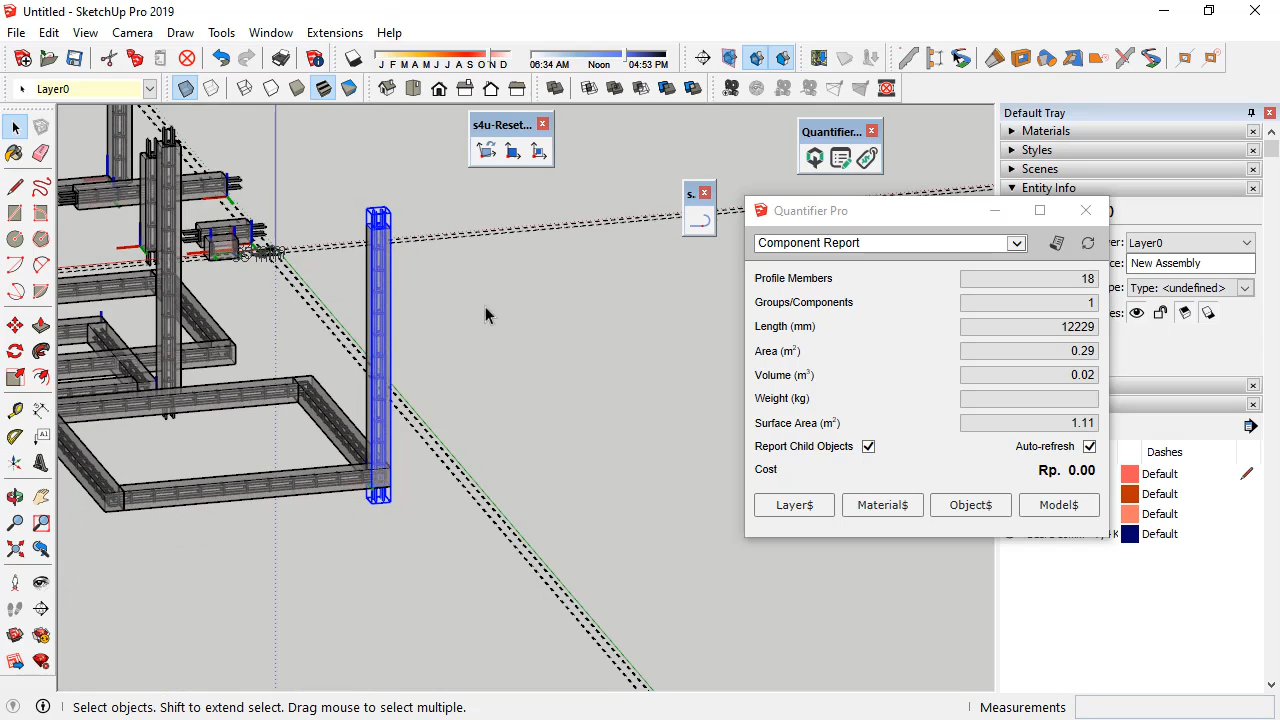 Untitled - SketchUp Pro 2019
File Edit View Camera Draw Tools Window Extensions Help
J F M A M J J A S O N D 06:34 AM Noon 04:53 PM
Layer0
s4u-Reset...
Quantifier...
s.
Default Tray
Materials
Styles
Scenes
Entity Info
Layer0
New Assembly
Type: <undefined>
Quantifier Pro
Component Report
Profile Members 18
Groups/Components 1
Length (mm) 12229
Area (m²) 0.29
Volume (m³) 0.02
Weight (kg)
Surface Area (m²) 1.11
Report Child Objects Auto-refresh
Cost Rp. 0.00
Layer$ Material$ Object$ Model$
Dashes
Default
Default
Default
Default
Select objects. Shift to extend select. Drag mouse to select multiple.
Measurements